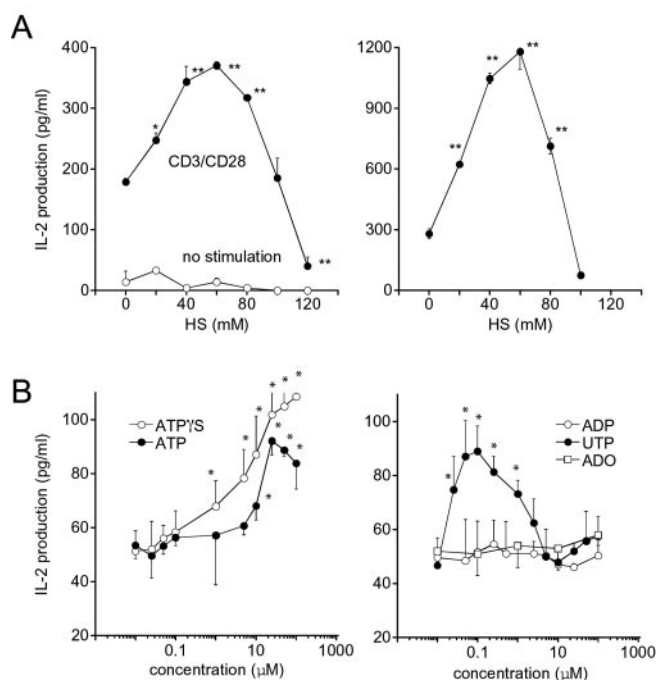 A
IL-2 production (pg/ml)
400
300
200
100
0
**
**
**
*
CD3/CD28
no stimulation
**
0 40 80 120
HS (mM)
1200
900
600
300
0
**
**
**
**
0 40 80 120
HS (mM)
B
IL-2 production (pg/ml)
100
80
60
40
20
ATPγS
ATP
* * * * * *
* * * *
0.1 10 1000
concentration (μM)
100
80
60
40
20
ADP
UTP
ADO
* * * * *
0.1 10 1000
concentration (μM)